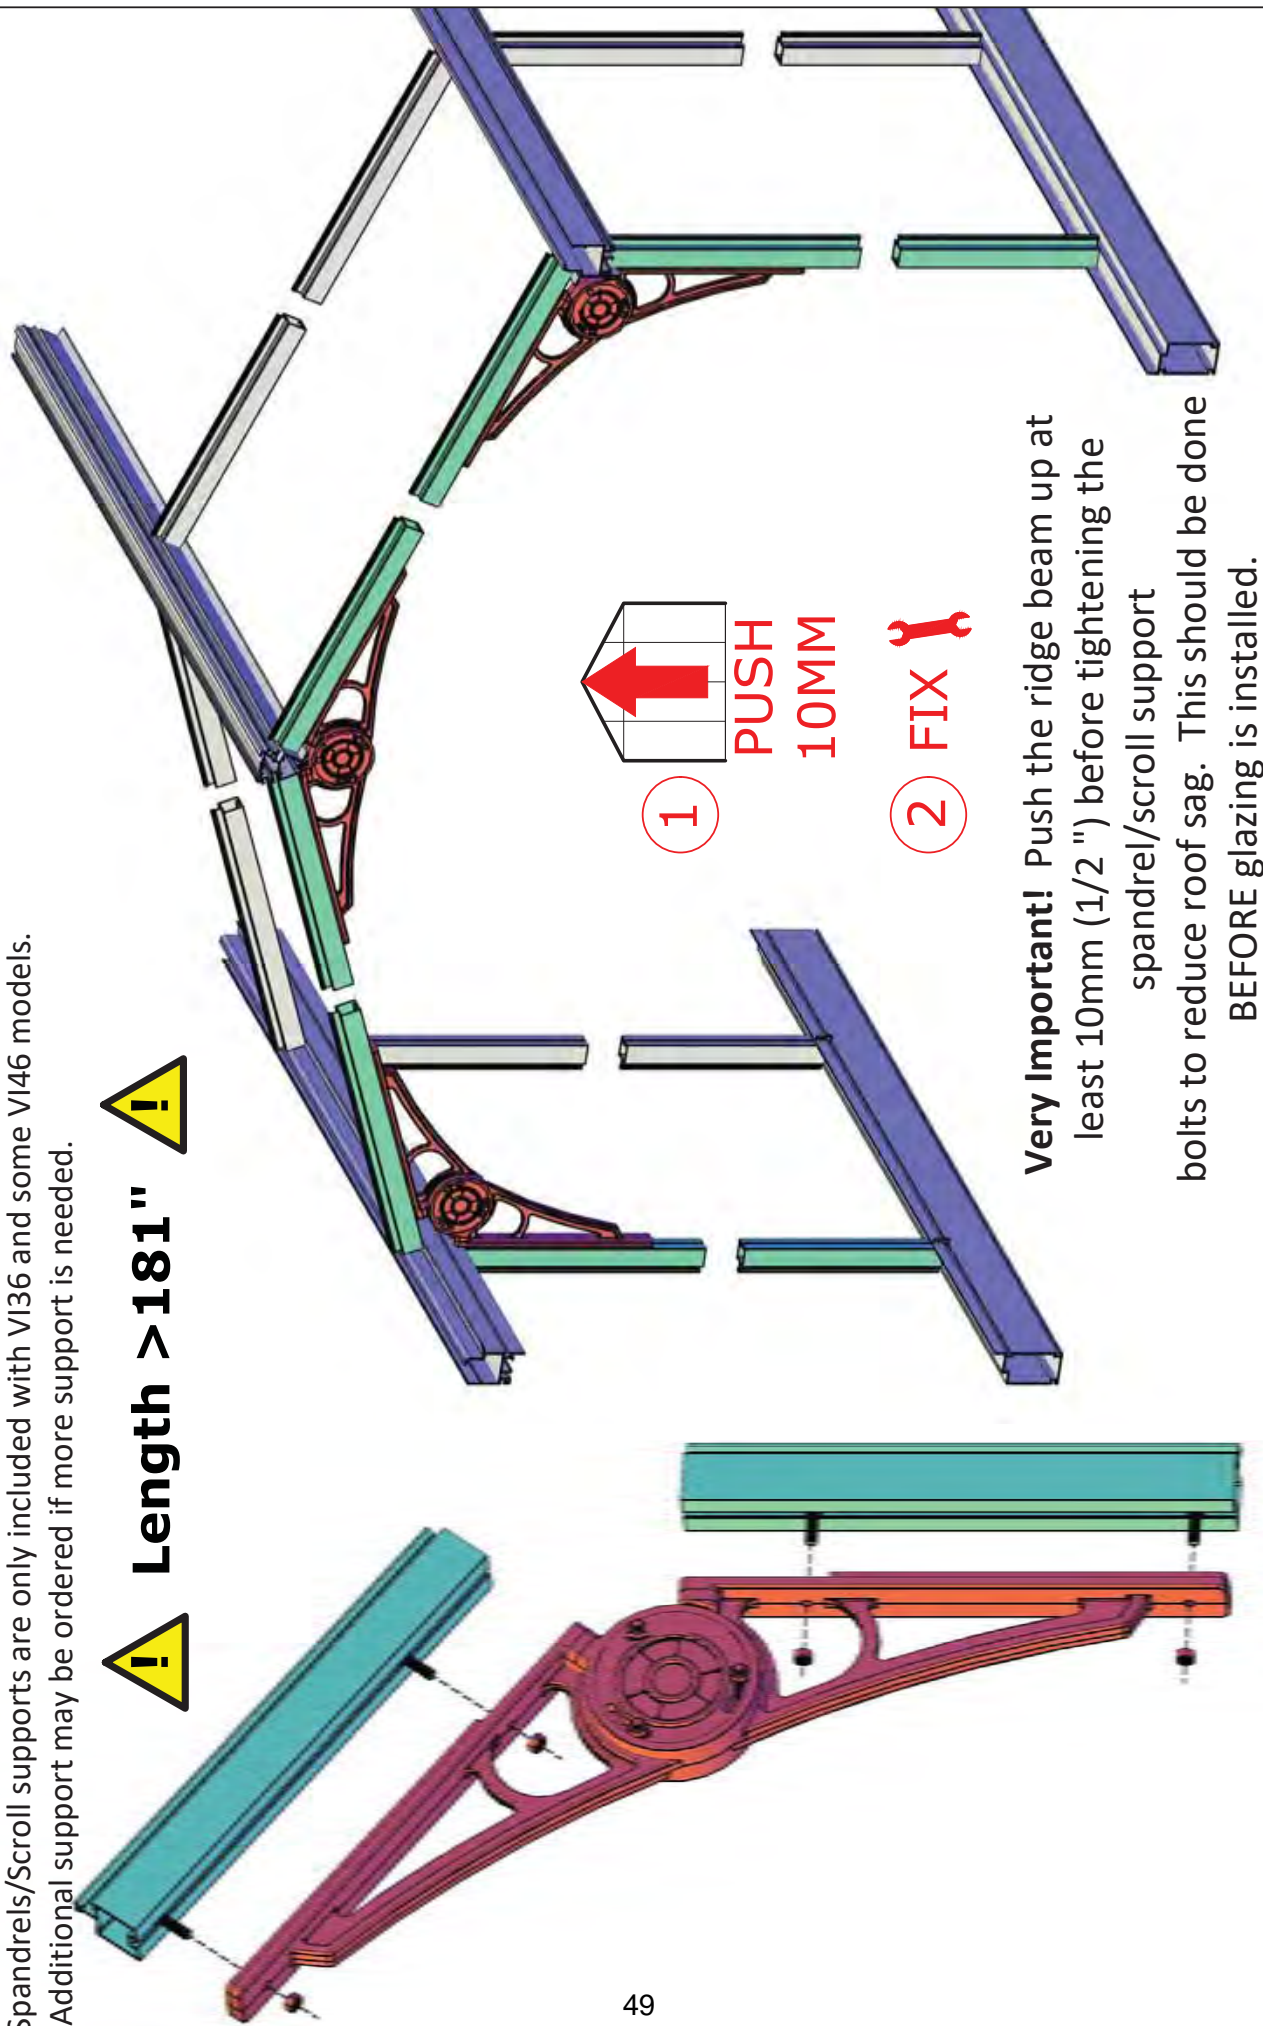 Spandrels/Scroll supports are only included with VI36 and some VI46 models.
Additional support may be ordered if more support is needed.
! Length >181" !
1
PUSH
10MM
2 FIX
Very Important! Push the ridge beam up at
least 10mm (1/2 ") before tightening the
spandrel/scroll support
bolts to reduce roof sag. This should be done
BEFORE glazing is installed.
49